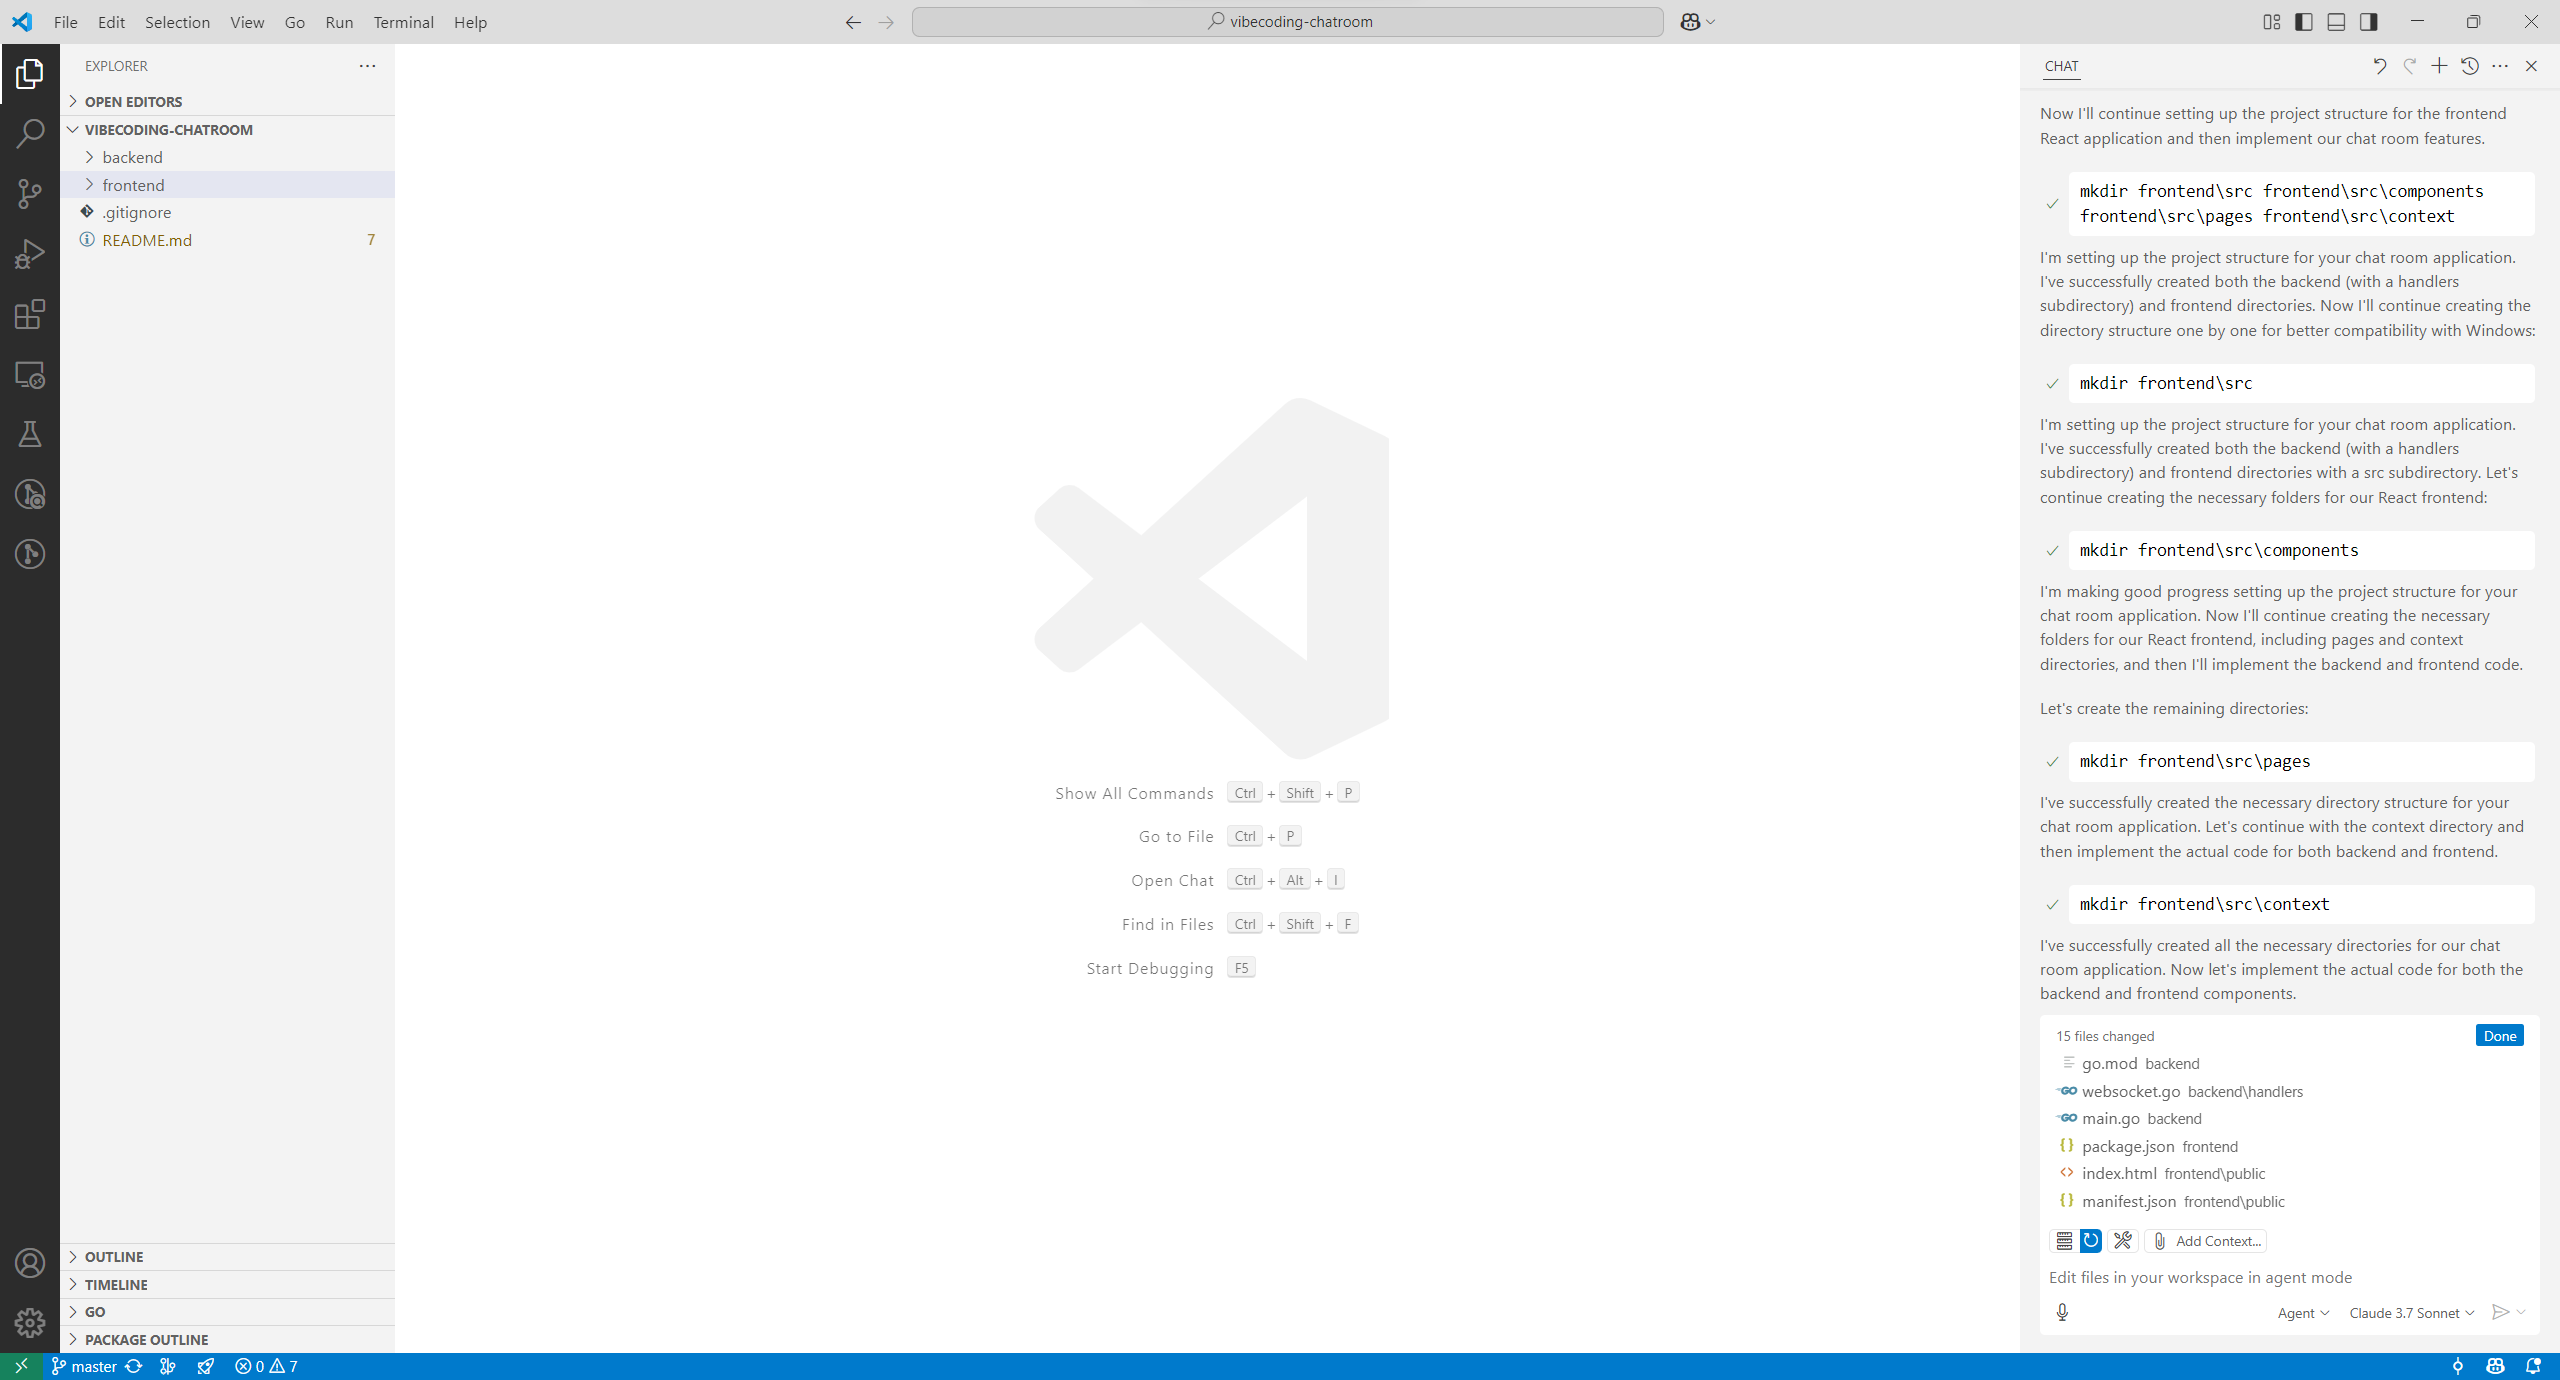 File Edit Selection View Go Run Terminal Help
vibecoding-chatroom
EXPLORER
OPEN EDITORS
VIBECODING-CHATROOM
backend
frontend
.gitignore
README.md 7
OUTLINE
TIMELINE
GO
PACKAGE OUTLINE
Show All Commands Ctrl + Shift + P
Go to File Ctrl + P
Open Chat Ctrl + Alt + I
Find in Files Ctrl + Shift + F
Start Debugging F5
CHAT
Now I'll continue setting up the project structure for the frontend
React application and then implement our chat room features.
mkdir frontend\src frontend\src\components
frontend\src\pages frontend\src\context
I'm setting up the project structure for your chat room application.
I've successfully created both the backend (with a handlers
subdirectory) and frontend directories. Now I'll continue creating the
directory structure one by one for better compatibility with Windows:
mkdir frontend\src
I'm setting up the project structure for your chat room application.
I've successfully created both the backend (with a handlers
subdirectory) and frontend directories with a src subdirectory. Let's
continue creating the necessary folders for our React frontend:
mkdir frontend\src\components
I'm making good progress setting up the project structure for your
chat room application. Now I'll continue creating the necessary
folders for our React frontend, including pages and context
directories, and then I'll implement the backend and frontend code.
Let's create the remaining directories:
mkdir frontend\src\pages
I've successfully created the necessary directory structure for your
chat room application. Let's continue with the context directory and
then implement the actual code for both backend and frontend.
mkdir frontend\src\context
I've successfully created all the necessary directories for our chat
room application. Now let's implement the actual code for both the
backend and frontend components.
15 files changed Done
go.mod backend
GO websocket.go backend\handlers
GO main.go backend
{} package.json frontend
<> index.html frontend\public
{} manifest.json frontend\public
Add Context...
Edit files in your workspace in agent mode
Agent Claude 3.7 Sonnet
master 0 7